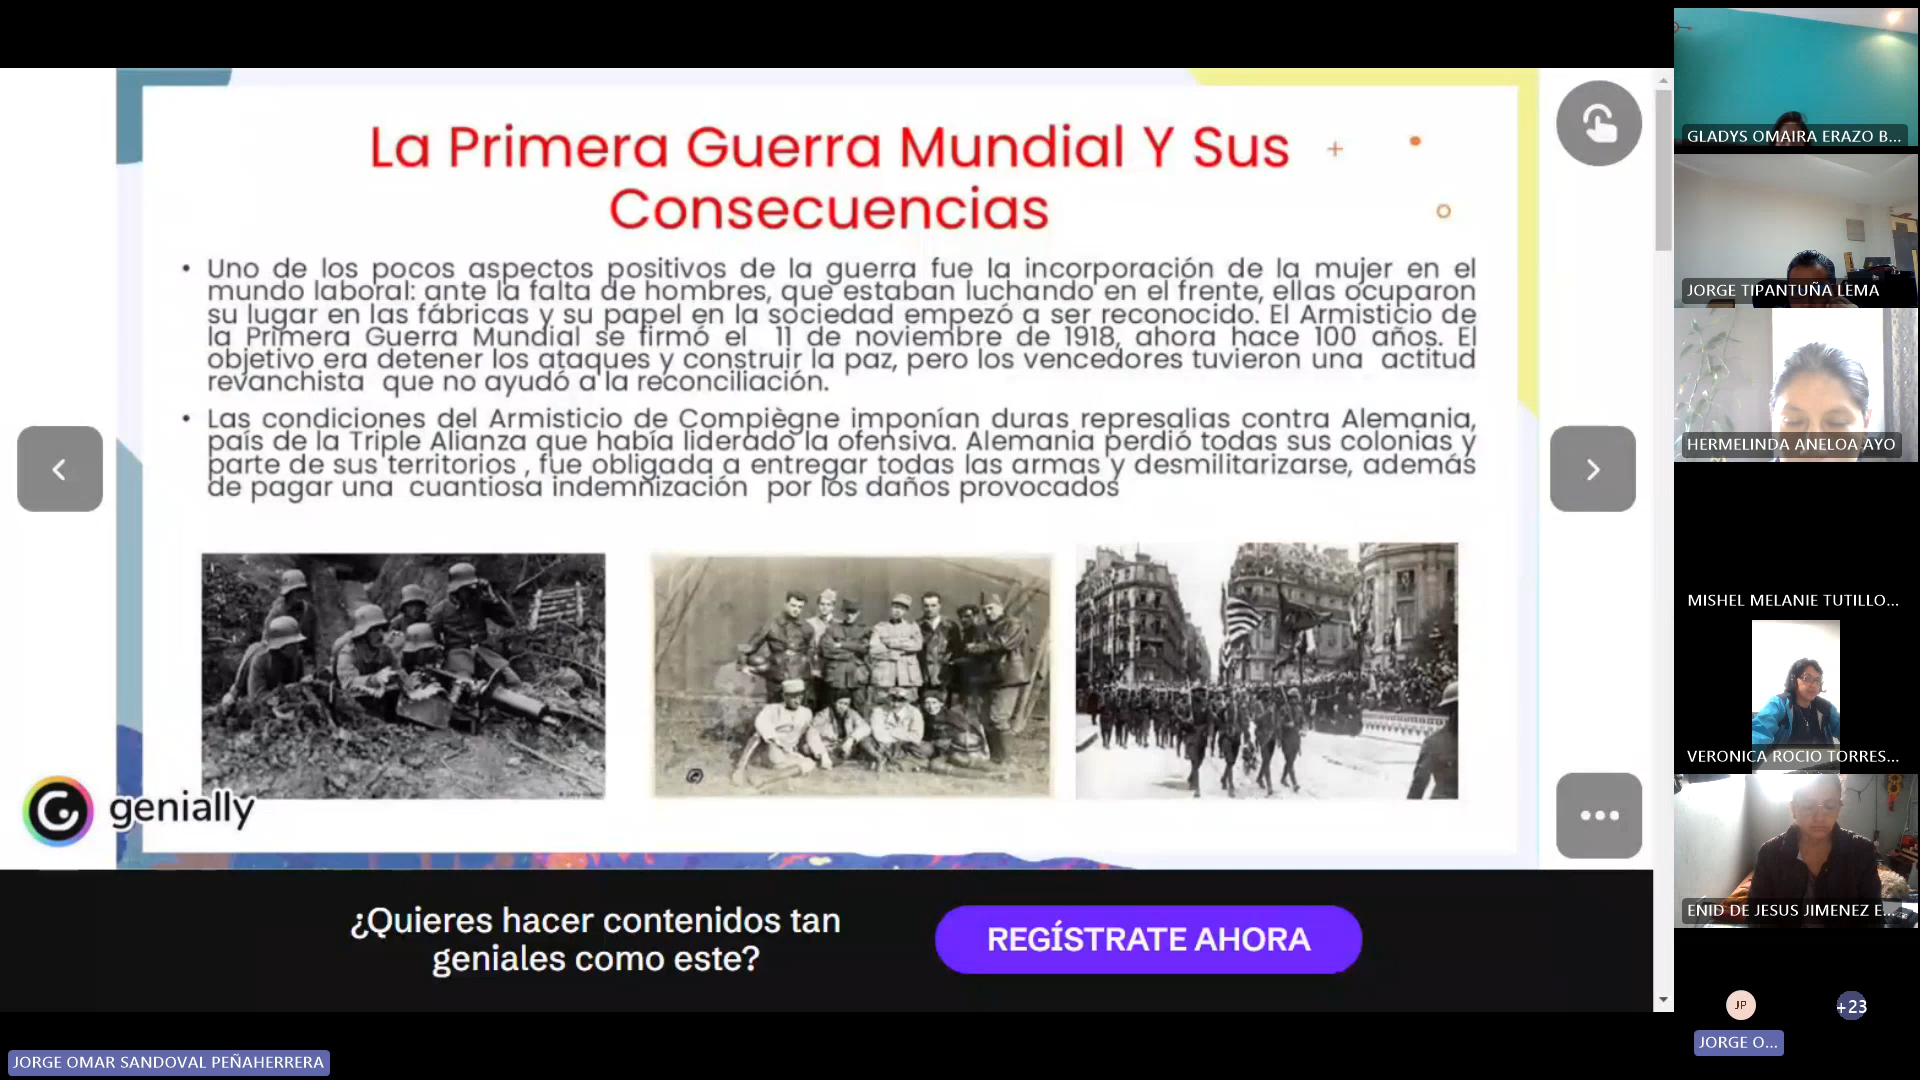 La Primera Guerra Mundial Y Sus
Consecuencias
• Uno de los pocos aspectos positivos de la guerra fue la incorporación de la mujer en el
mundo laboral: ante la falta de hombres, que estaban luchando en el frente, ellas ocuparon
su lugar en las fábricas y su papel en la sociedad empezó a ser reconocido. El Armisticio de
la Primera Guerra Mundial se firmó el 11 de noviembre de 1918, ahora hace 100 años. El
objetivo era detener los ataques y construir la paz, pero los vencedores tuvieron una actitud
revanchista que no ayudó a la reconciliación.
• Las condiciones del Armisticio de Compiègne imponían duras represalias contra Alemania,
país de la Triple Alianza que había liderado la ofensiva. Alemania perdió todas sus colonias y
parte de sus territorios , fue obligada a entregar todas las armas y desmilitarizarse, además
de pagar una cuantiosa indemnización por los daños provocados
genially
¿Quieres hacer contenidos tan
geniales como este?
REGÍSTRATE AHORA
JORGE OMAR SANDOVAL PEÑAHERRERA
GLADYS OMAIRA ERAZO B...
JORGE TIPANTUÑA LEMA
HERMELINDA ANELOA AYO
MISHEL MELANIE TUTILLO...
VERONICA ROCIO TORRES...
ENID DE JESUS JIMENEZ E...
JP
+23
JORGE O...